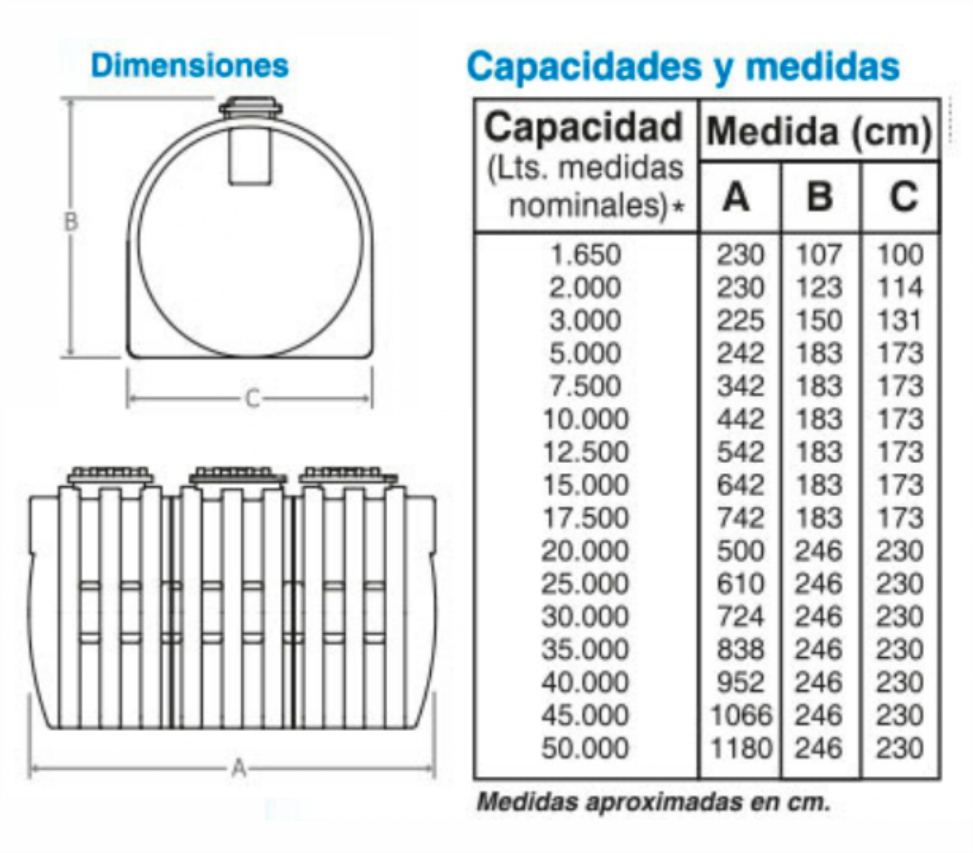 Dimensiones
B
C
A
Capacidades y medidas
Capacidad Medida (cm)
(Lts. medidas
nominales)* A B C
1.650 230 107 100
2.000 230 123 114
3.000 225 150 131
5.000 242 183 173
7.500 342 183 173
10.000 442 183 173
12.500 542 183 173
15.000 642 183 173
17.500 742 183 173
20.000 500 246 230
25.000 610 246 230
30.000 724 246 230
35.000 838 246 230
40.000 952 246 230
45.000 1066 246 230
50.000 1180 246 230
Medidas aproximadas en cm.